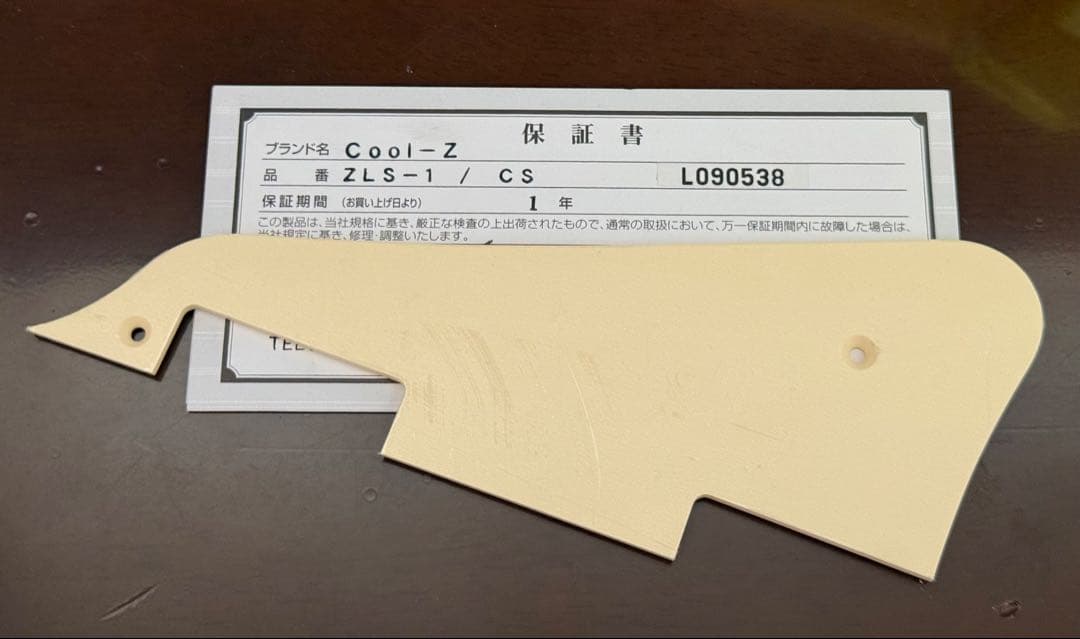 保証書
ブランド名 Cool-Z
品番 ZLS-1 / CS L090538
保証期間 (お買い上げ日より) 1年
この製品は、当社規格に基き、厳正な検査の上出荷されたもので、通常の取扱において、万一保証期間内に故障した場合は、
当社規定に基き、修理・調整いたします。
TEL